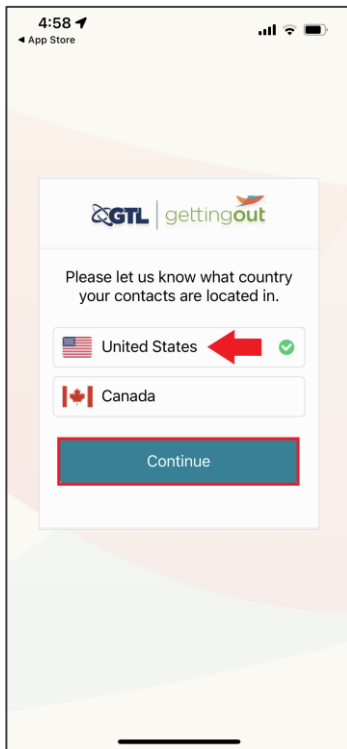 4:58
App Store
GTL gettingout
Please let us know what country
your contacts are located in.
United States
Canada
Continue